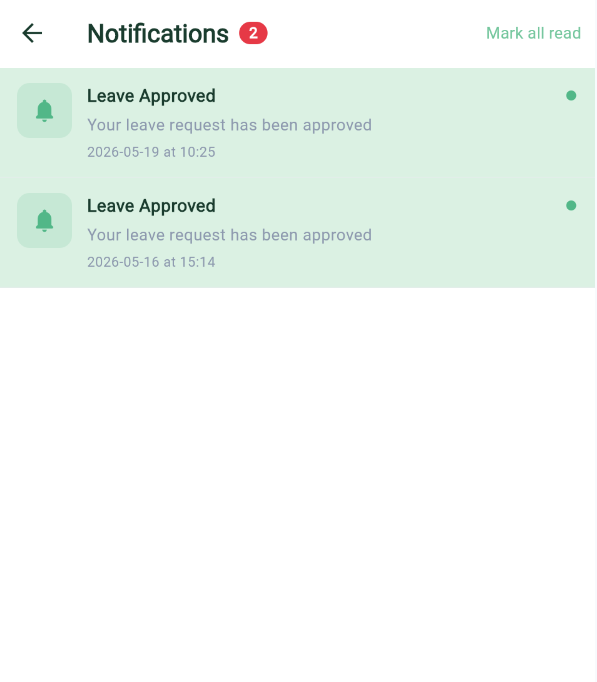 Notifications 2 Mark all read
Leave Approved
Your leave request has been approved
2026-05-19 at 10:25
Leave Approved
Your leave request has been approved
2026-05-16 at 15:14